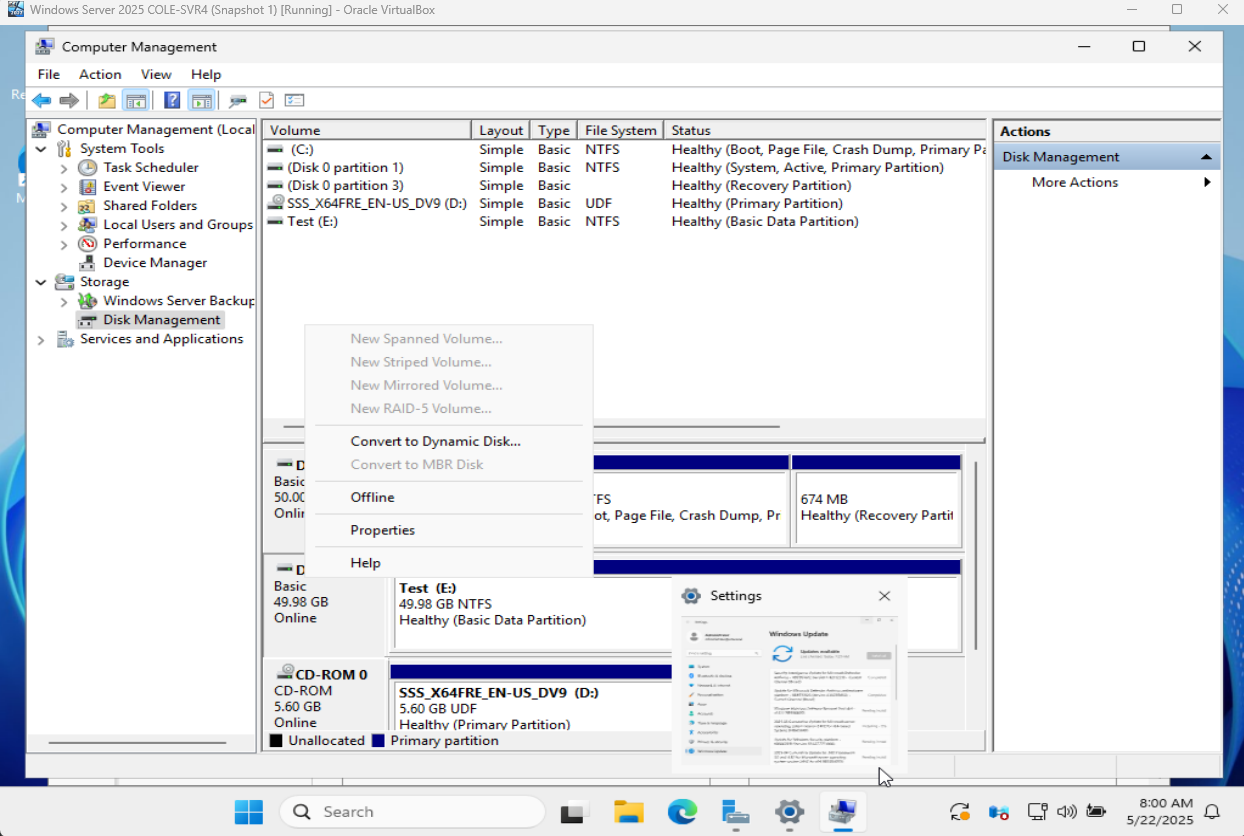 Windows Server 2025 COLE-SVR4 (Snapshot 1) [Running] - Oracle VirtualBox
Computer Management
File Action View Help
Computer Management (Local
System Tools
Task Scheduler
Event Viewer
Shared Folders
Local Users and Groups
Performance
Device Manager
Storage
Windows Server Backup
Disk Management
Services and Applications
Volume Layout Type File System Status
(C:) Simple Basic NTFS Healthy (Boot, Page File, Crash Dump, Primary Pa
(Disk 0 partition 1) Simple Basic NTFS Healthy (System, Active, Primary Partition)
(Disk 0 partition 3) Simple Basic Healthy (Recovery Partition)
SSS_X64FRE_EN-US_DV9 (D:) Simple Basic UDF Healthy (Primary Partition)
Test (E:) Simple Basic NTFS Healthy (Basic Data Partition)
Actions
Disk Management
More Actions
New Spanned Volume...
New Striped Volume...
New Mirrored Volume...
New RAID-5 Volume...
Convert to Dynamic Disk...
Convert to MBR Disk
Offline
Properties
Help
D
Basic
50.00
Onlin
TFS
ot, Page File, Crash Dump, Pr
674 MB
Healthy (Recovery Partit
D
Basic
49.98 GB
Online
Test (E:)
49.98 GB NTFS
Healthy (Basic Data Partition)
CD-ROM 0
CD-ROM
5.60 GB
Online
SSS_X64FRE_EN-US_DV9 (D:)
5.60 GB UDF
Healthy (Primary Partition)
Unallocated Primary partition
Settings
Windows Update
Updates available
Search
8:00 AM
5/22/2025